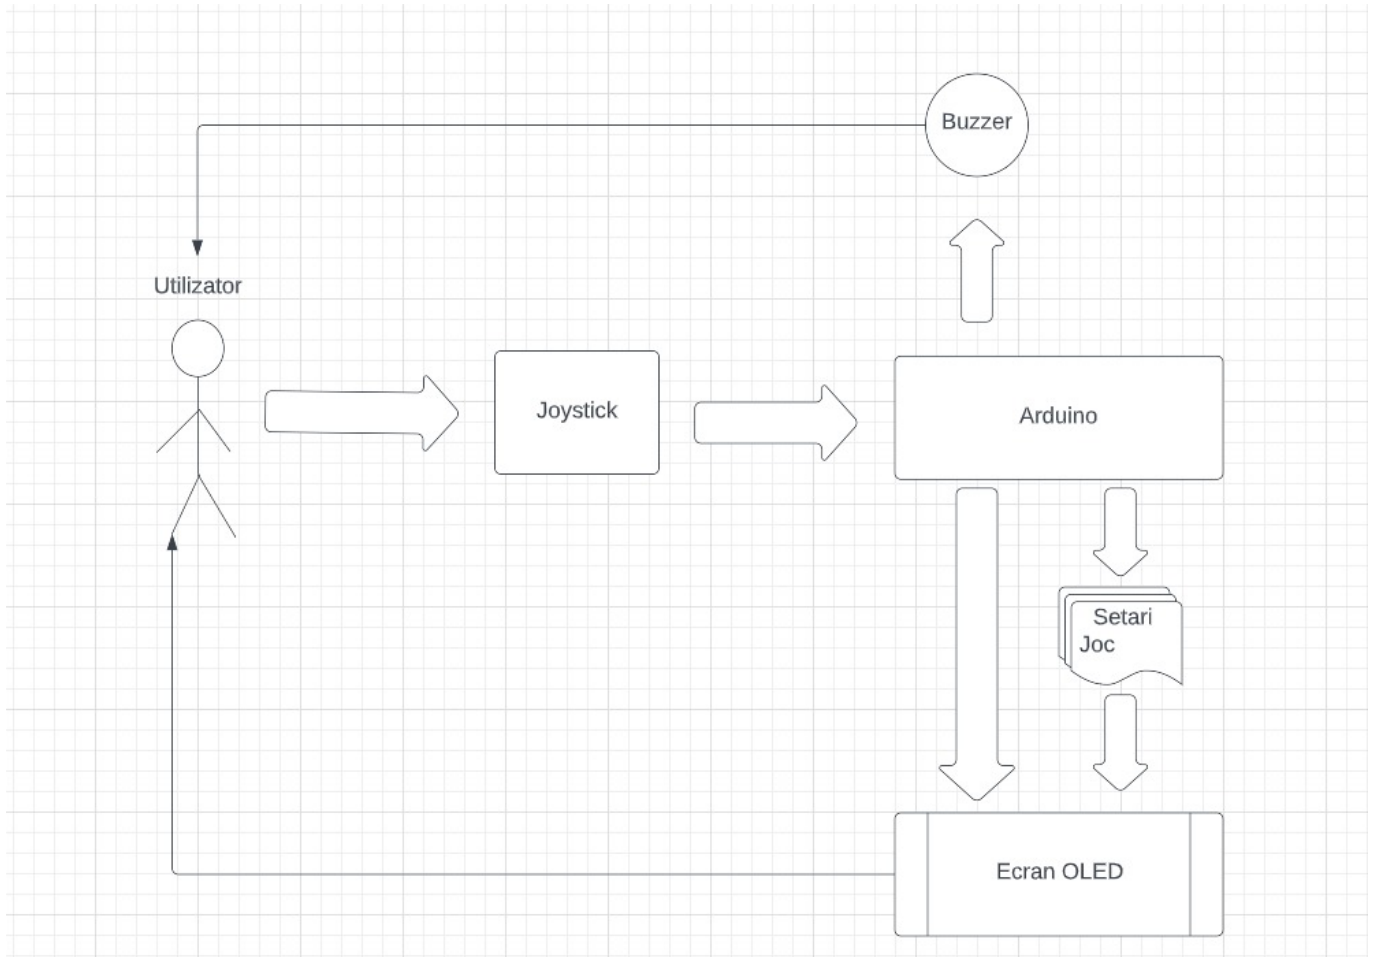 Buzzer
Utilizator
Joystick
Arduino
Setari
Joc
Ecran OLED